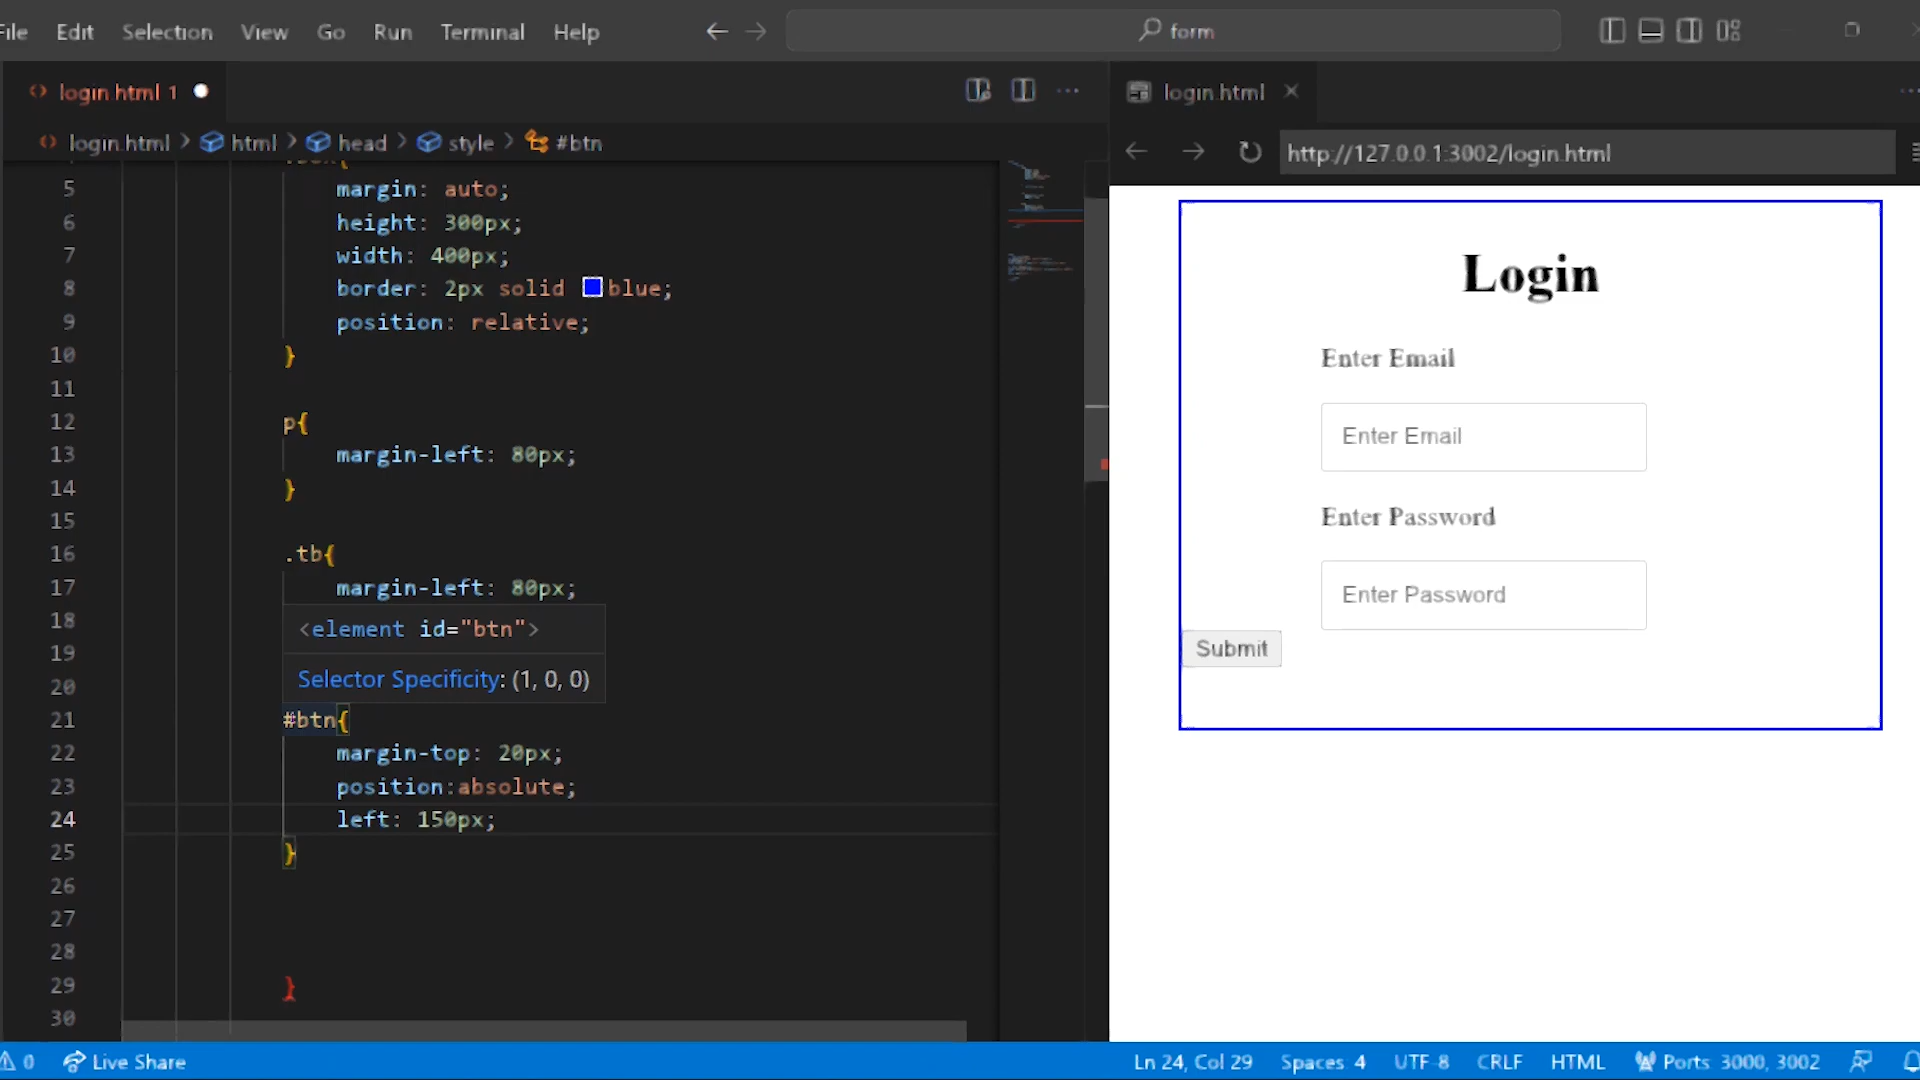 File Edit Selection View Go Run Terminal Help
form
login.html 1
login.html
login.html > html > head > style > #btn
http://127.0.0.1:3002/login.html
5 margin: auto;
6 height: 300px;
7 width: 400px;
8 border: 2px solid blue;
9 position: relative;
10 }
11
12 p{
13 margin-left: 80px;
14 }
15
16 .tb{
17 margin-left: 80px;
18
<element id="btn">
19
Selector Specificity: (1, 0, 0)
20
21 #btn{
22 margin-top: 20px;
23 position:absolute;
24 left: 150px;
25 }
26
27
28
29 }
30
Login
Enter Email
Enter Email
Enter Password
Enter Password
Submit
0 Live Share
Ln 24, Col 29 Spaces 4 UTF-8 CRLF HTML Ports 3000, 3002